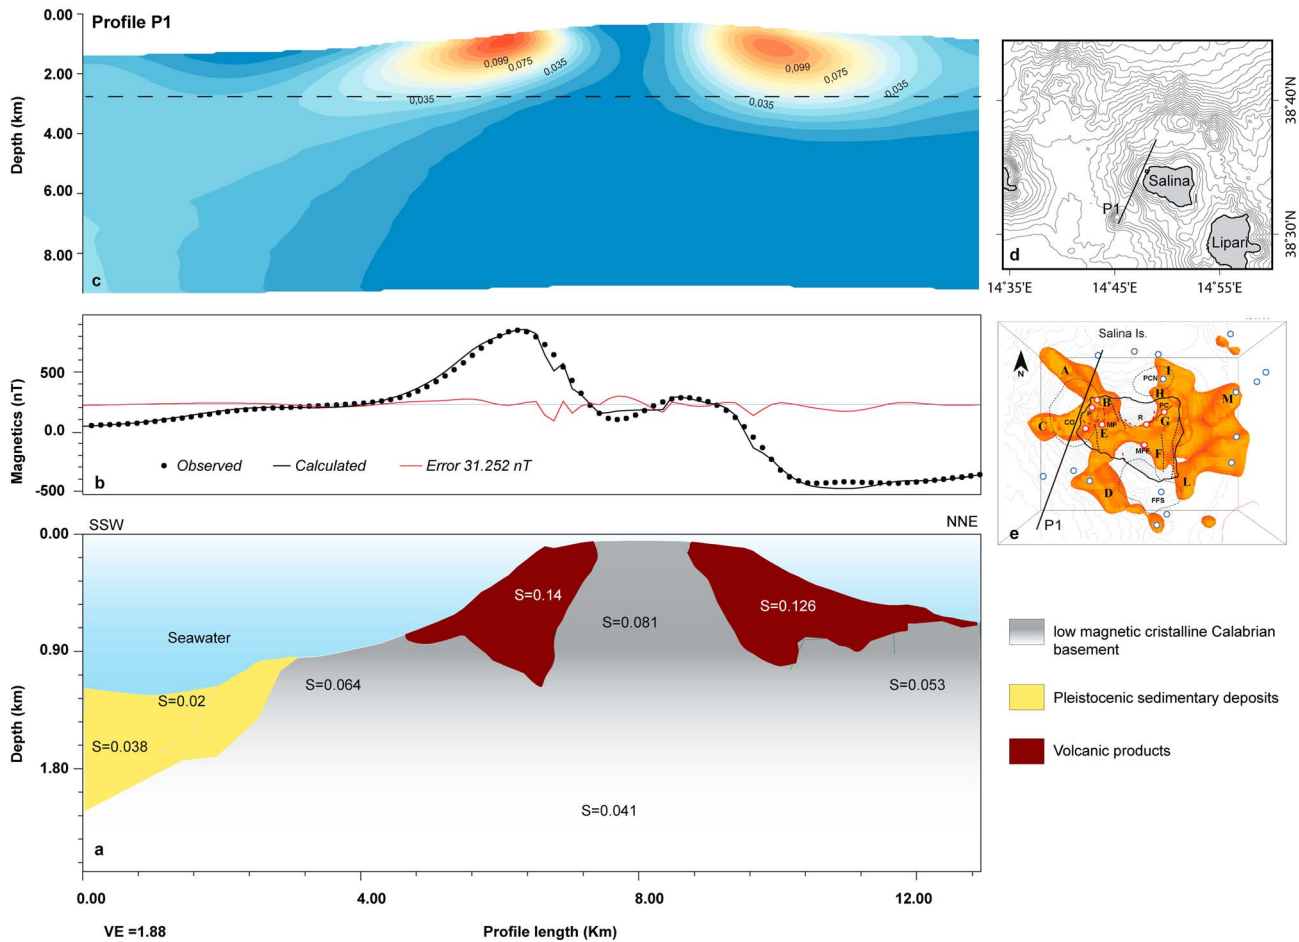 Profile P1
0.00
2.00
4.00
6.00
8.00
Depth (km)
0,099
0,075
0,035
0,035
0,099
0,075
0,035
0,035
c
38°40'N
38°30'N
Salina
P1
Lipari
d
14°35'E
14°45'E
14°55'E
500
0.0
-500
Magnetics (nT)
Observed
Calculated
Error 31.252 nT
b
Salina Is.
N
A
I
PCN
H
M
B
P
PC
R
G
C
CO
MP
E
MFF
F
D
L
FFS
P1
e
SSW
NNE
0.00
0.90
1.80
Depth (km)
S=0.14
S=0.126
S=0.081
Seawater
S=0.064
S=0.053
S=0.02
S=0.038
S=0.041
a
low magnetic cristalline Calabrian
basement
Pleistocenic sedimentary deposits
Volcanic products
0.00
4.00
8.00
12.00
VE =1.88
Profile length (Km)